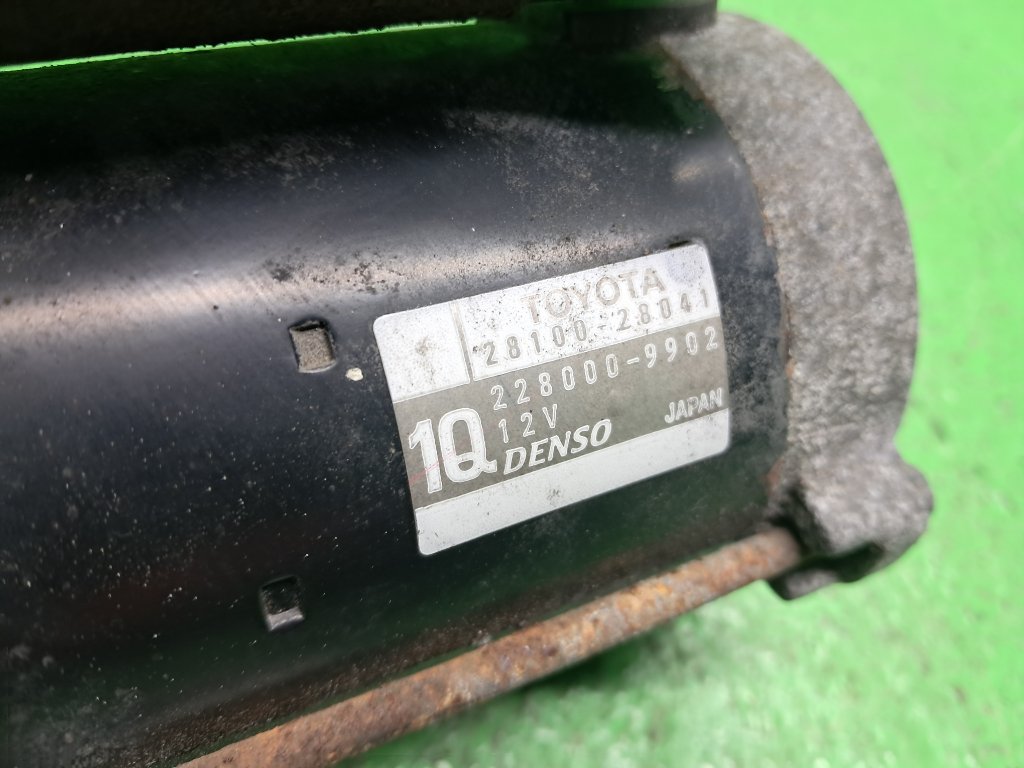 TOYOTA
28100-28041
228000-9902
12V
1Q
DENSO
JAPAN